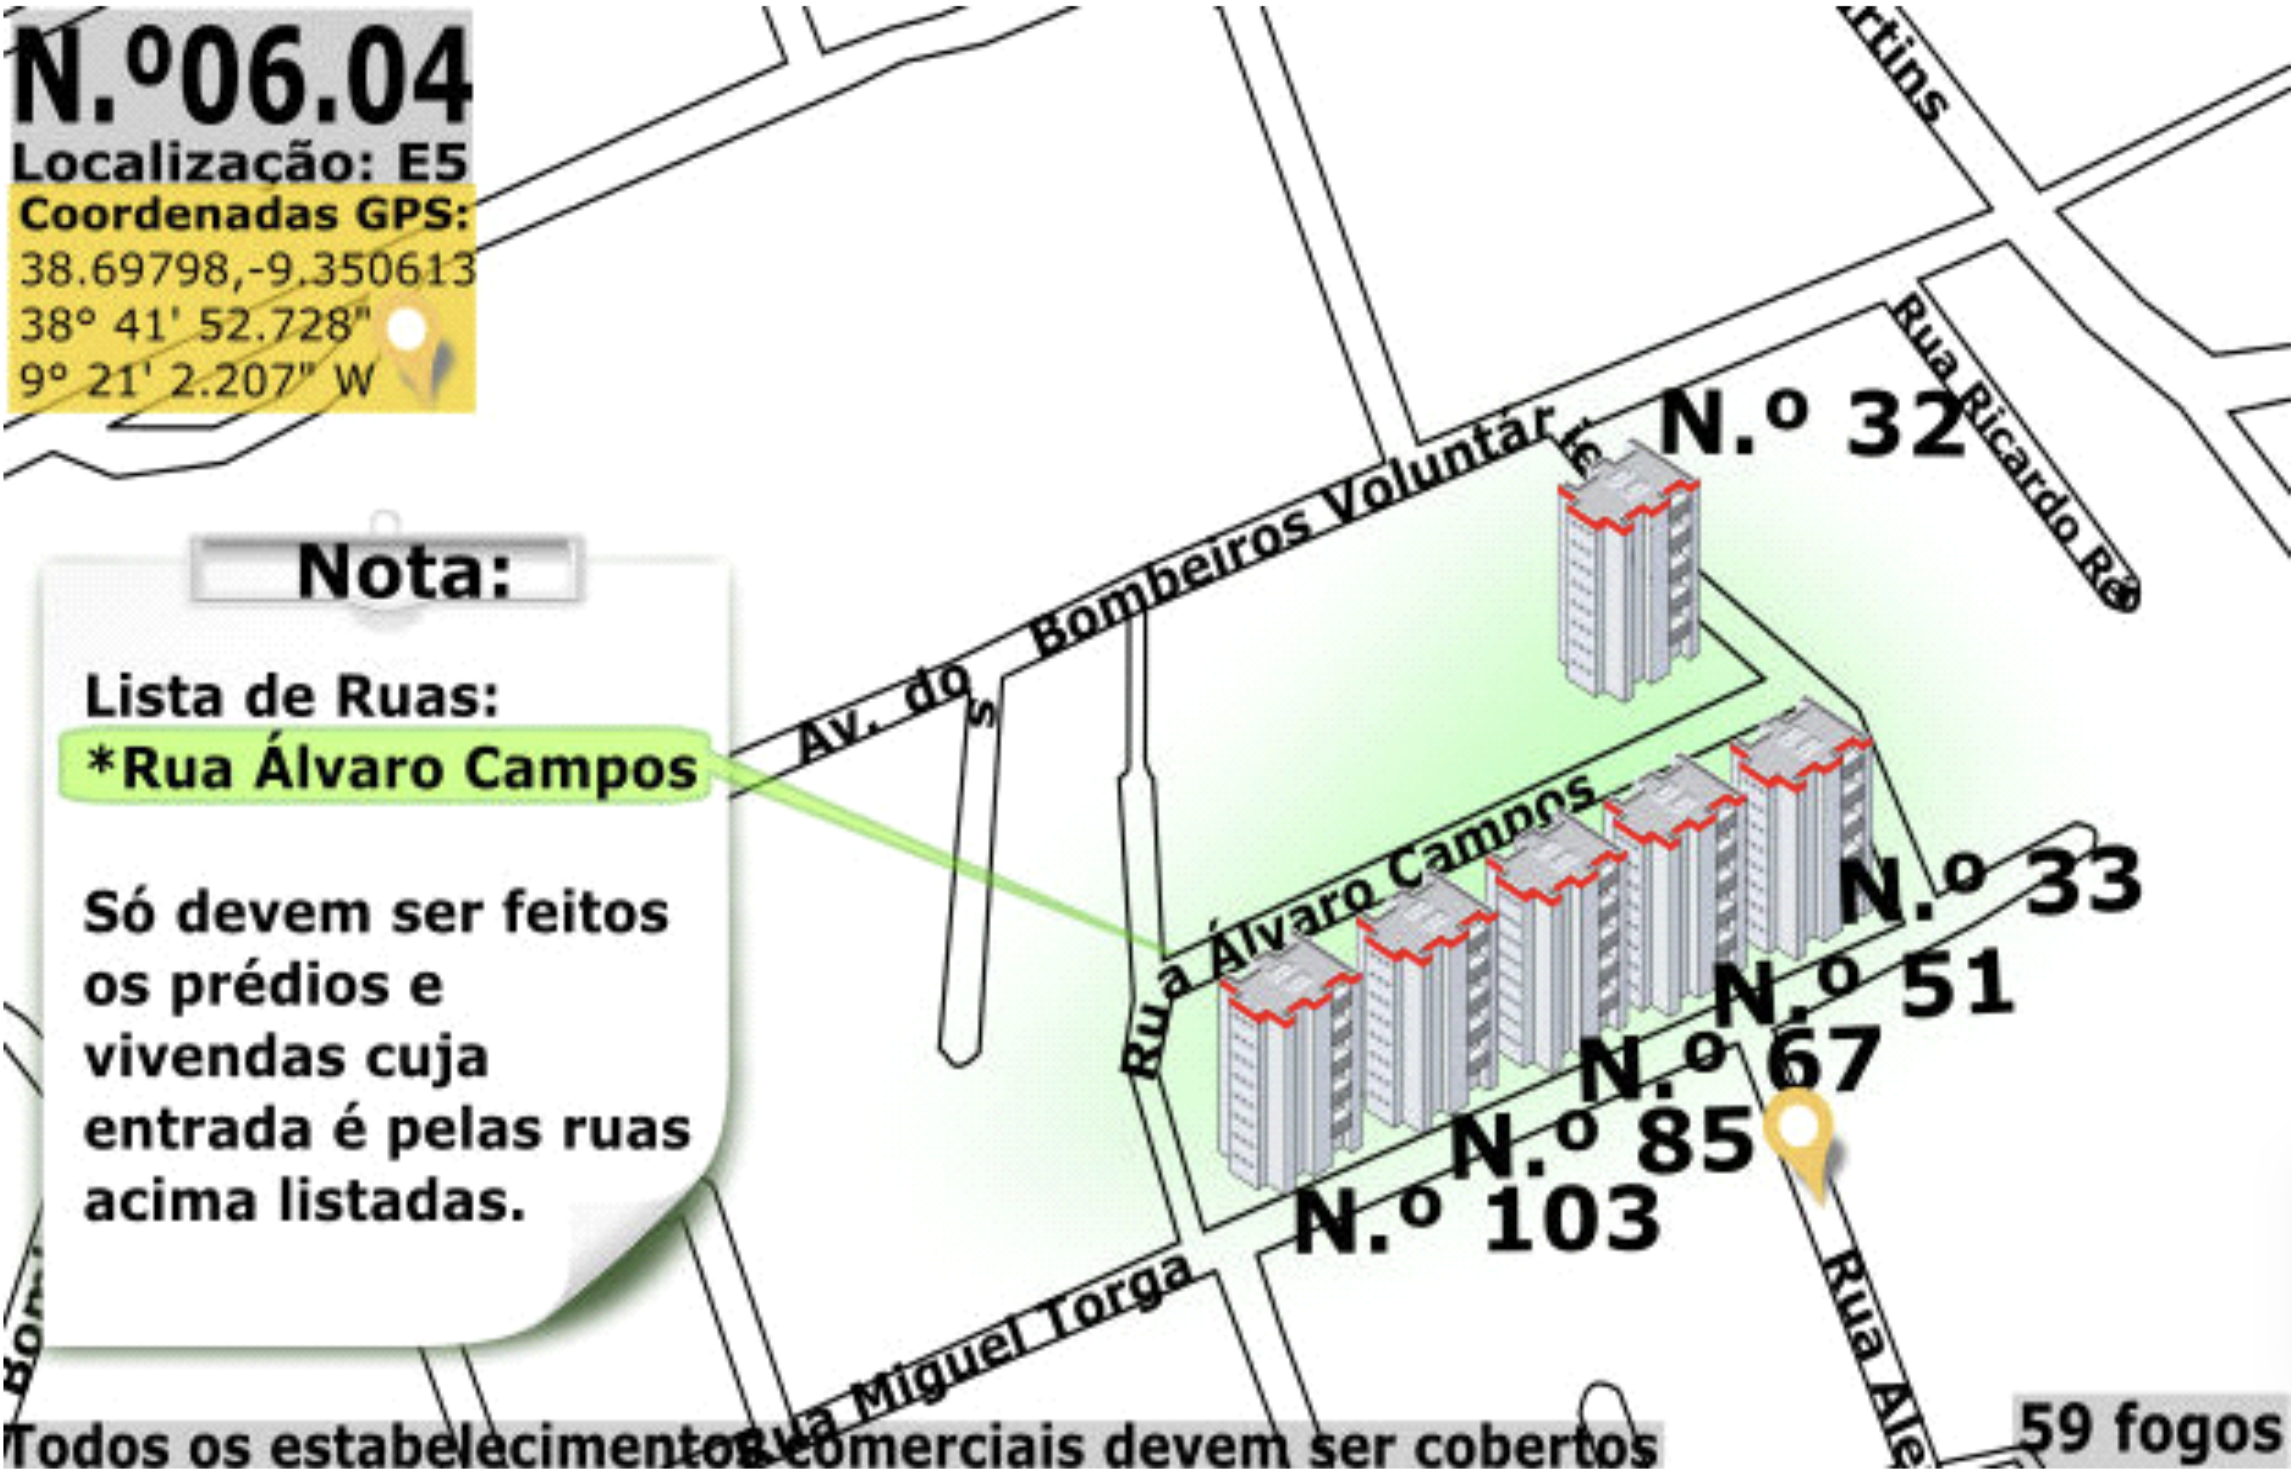 N.º06.04
Localização: E5
Coordenadas GPS:
38.69798,-9.350613
38° 41' 52.728"
9° 21' 2.207" W
rtins
Rua Ricardo Reis
N.º 32
Av. dos Bombeiros Voluntários
Nota:
Lista de Ruas:
*Rua Álvaro Campos
Só devem ser feitos
os prédios e
vivendas cuja
entrada é pelas ruas
acima listadas.
Rua Álvaro Campos
N.º 33
N.º 51
N.º 67
N.º 85
N.º 103
Rua Miguel Torga
Rua Ale
Bom
Todos os estabelecimentos comerciais devem ser cobertos
59 fogos